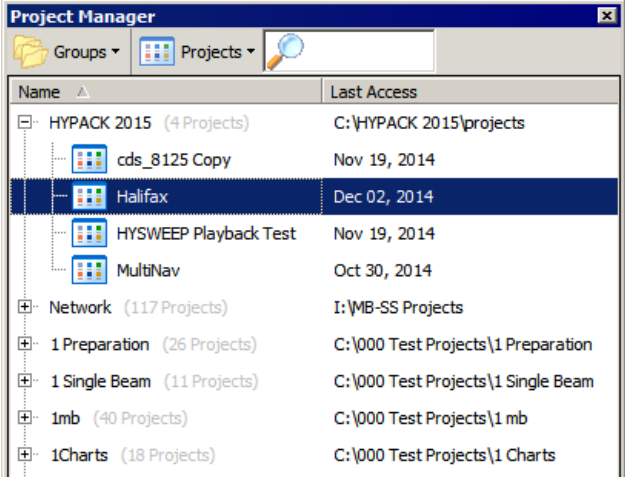 Project Manager
Groups Projects
Name Last Access
HYPACK 2015 (4 Projects) C:\HYPACK 2015\projects
cds_8125 Copy Nov 19, 2014
Halifax Dec 02, 2014
HYSWEEP Playback Test Nov 19, 2014
MultiNav Oct 30, 2014
Network (117 Projects) I:\MB-SS Projects
1 Preparation (26 Projects) C:\000 Test Projects\1 Preparation
1 Single Beam (11 Projects) C:\000 Test Projects\1 Single Beam
1mb (40 Projects) C:\000 Test Projects\1 mb
1Charts (18 Projects) C:\000 Test Projects\1 Charts